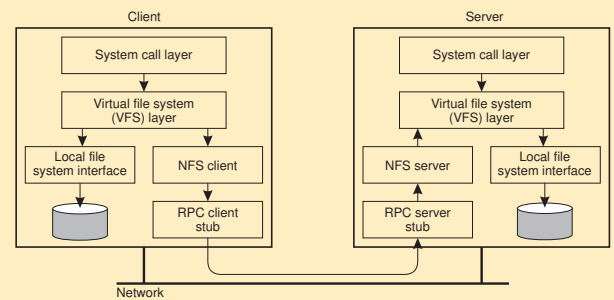 Client
Server
System call layer
System call layer
Virtual file system
(VFS) layer
Virtual file system
(VFS) layer
Local file
system interface
NFS client
NFS server
Local file
system interface
RPC client
stub
RPC server
stub
Network